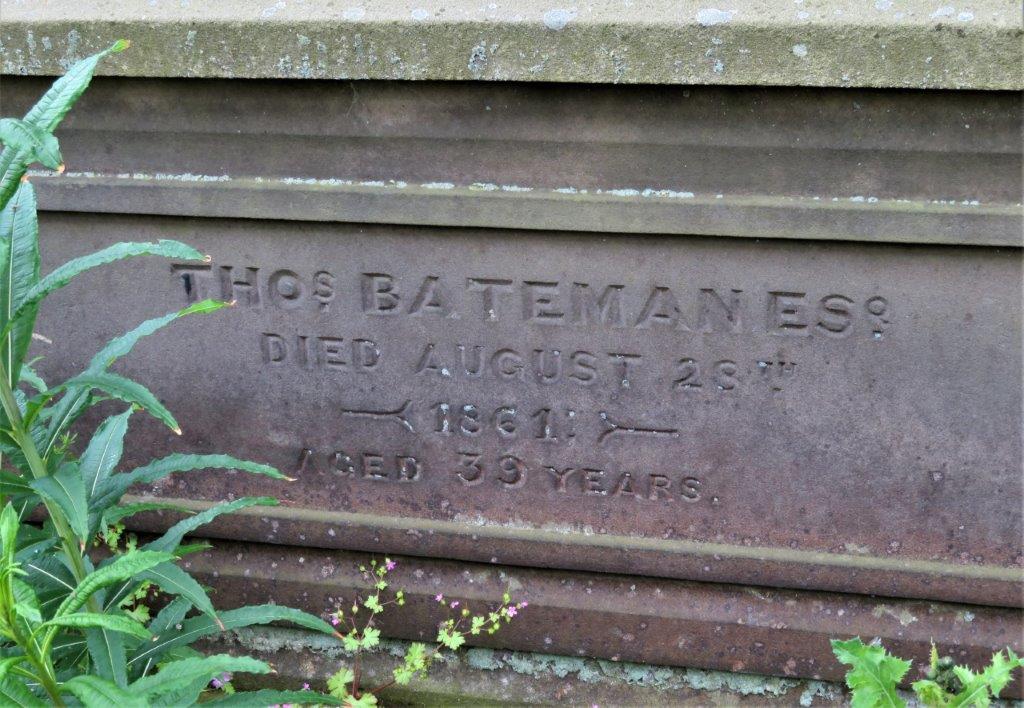 THOS BATEMAN ESQ
DIED AUGUST 28TH
1861.
AGED 39 YEARS.